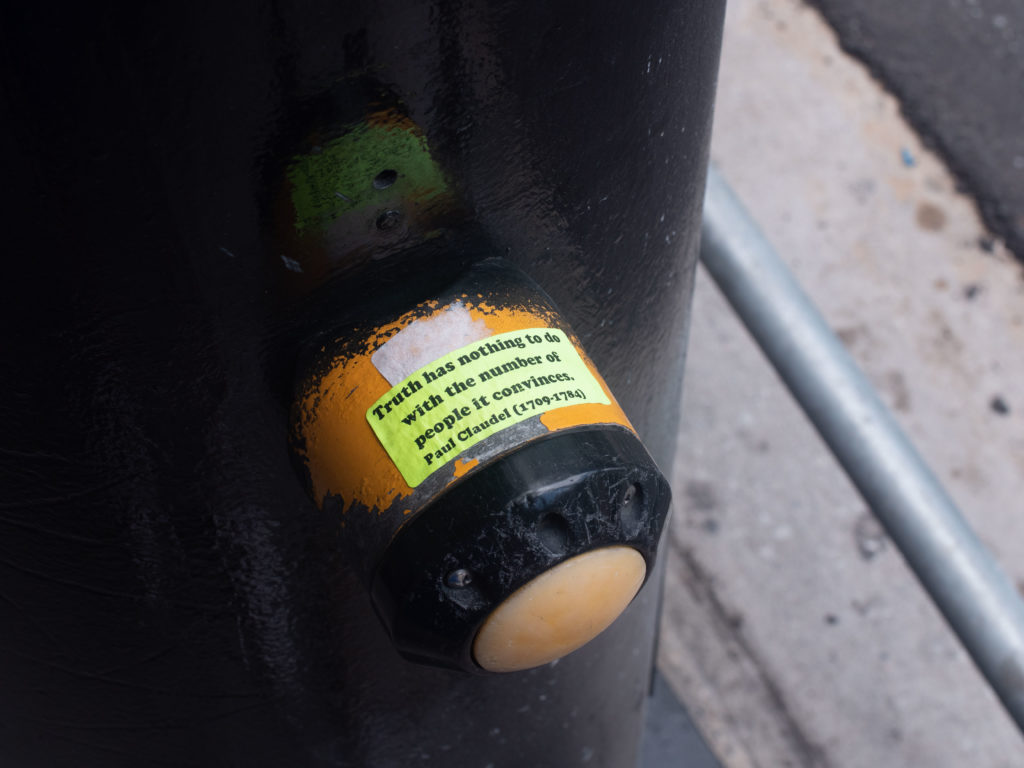 Truth has nothing to do
with the number of
people it convinces.
Paul Claudel (1709-1784)